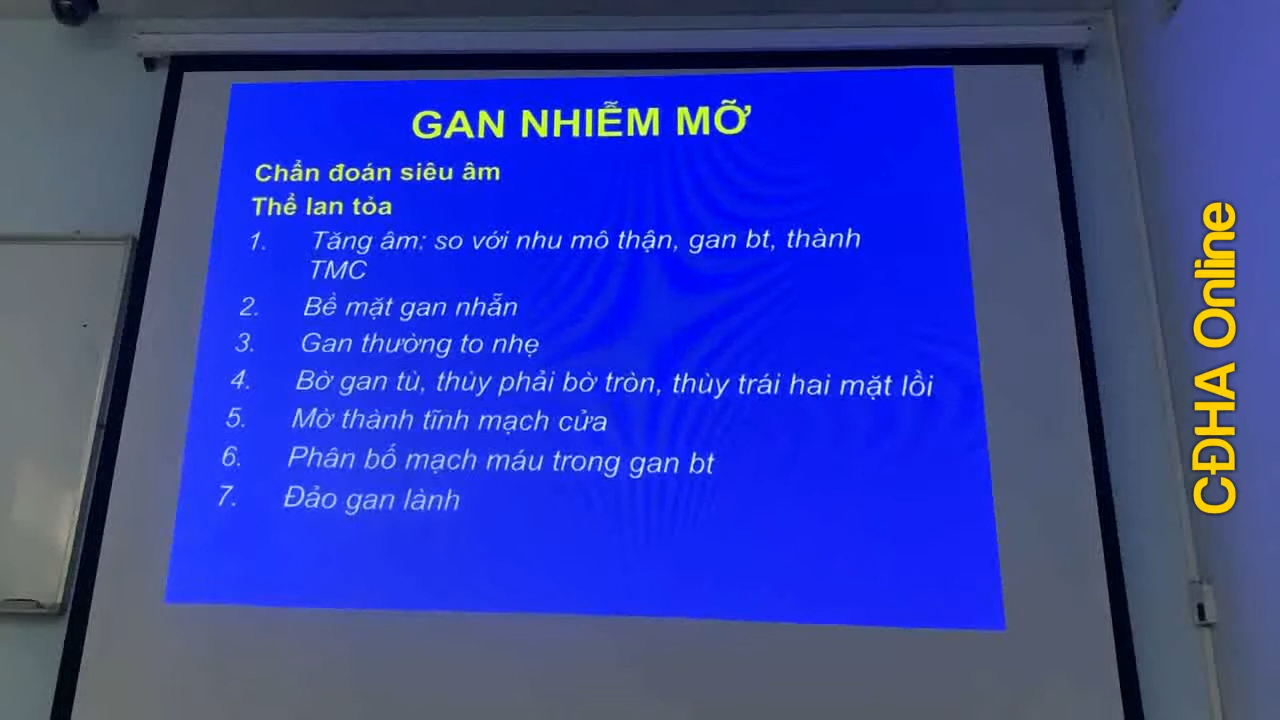 GAN NHIỄM MỠ
Chẩn đoán siêu âm
Thể lan tỏa
1. Tăng âm: so với nhu mô thận, gan bt, thành
TMC
2. Bề mặt gan nhẵn
3. Gan thường to nhẹ
4. Bờ gan tù, thùy phải bờ tròn, thùy trái hai mặt lồi
5. Mờ thành tĩnh mạch cửa
6. Phân bố mạch máu trong gan bt
7. Đảo gan lành
CĐHA Online